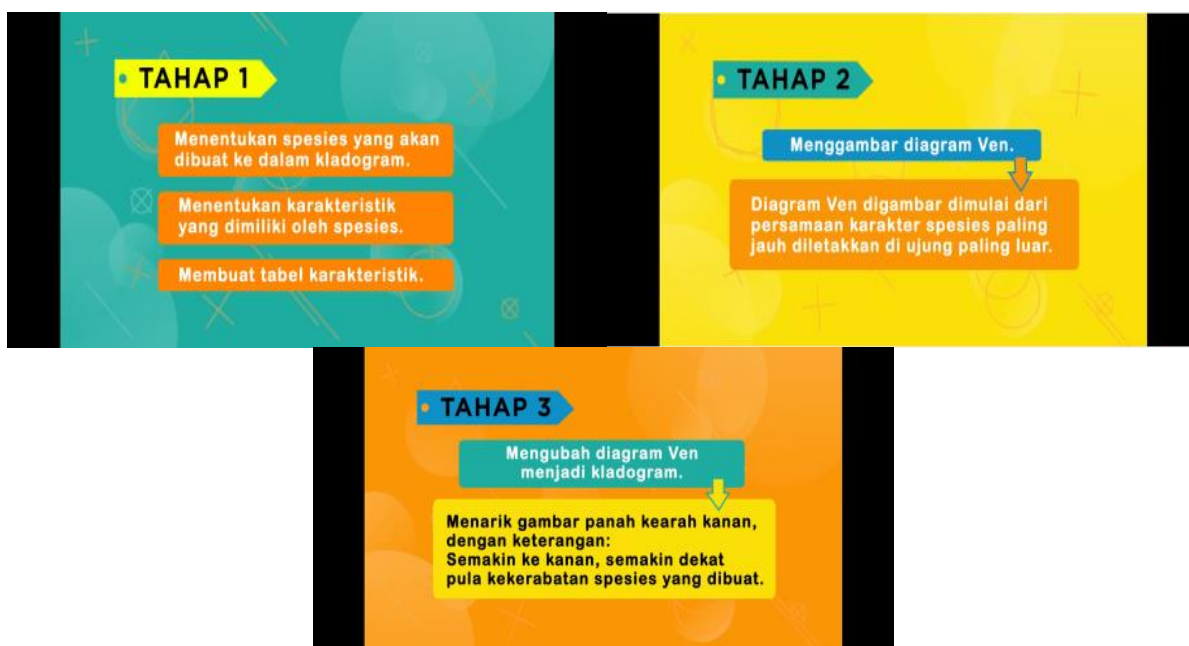 TAHAP 1
Menentukan spesies yang akan
dibuat ke dalam kladogram.
Menentukan karakteristik
yang dimiliki oleh spesies.
Membuat tabel karakteristik.
TAHAP 2
Menggambar diagram Ven.
Diagram Ven digambar dimulai dari
persamaan karakter spesies paling
jauh diletakkan di ujung paling luar.
TAHAP 3
Mengubah diagram Ven
menjadi kladogram.
Menarik gambar panah kearah kanan,
dengan keterangan:
Semakin ke kanan, semakin dekat
pula kekerabatan spesies yang dibuat.